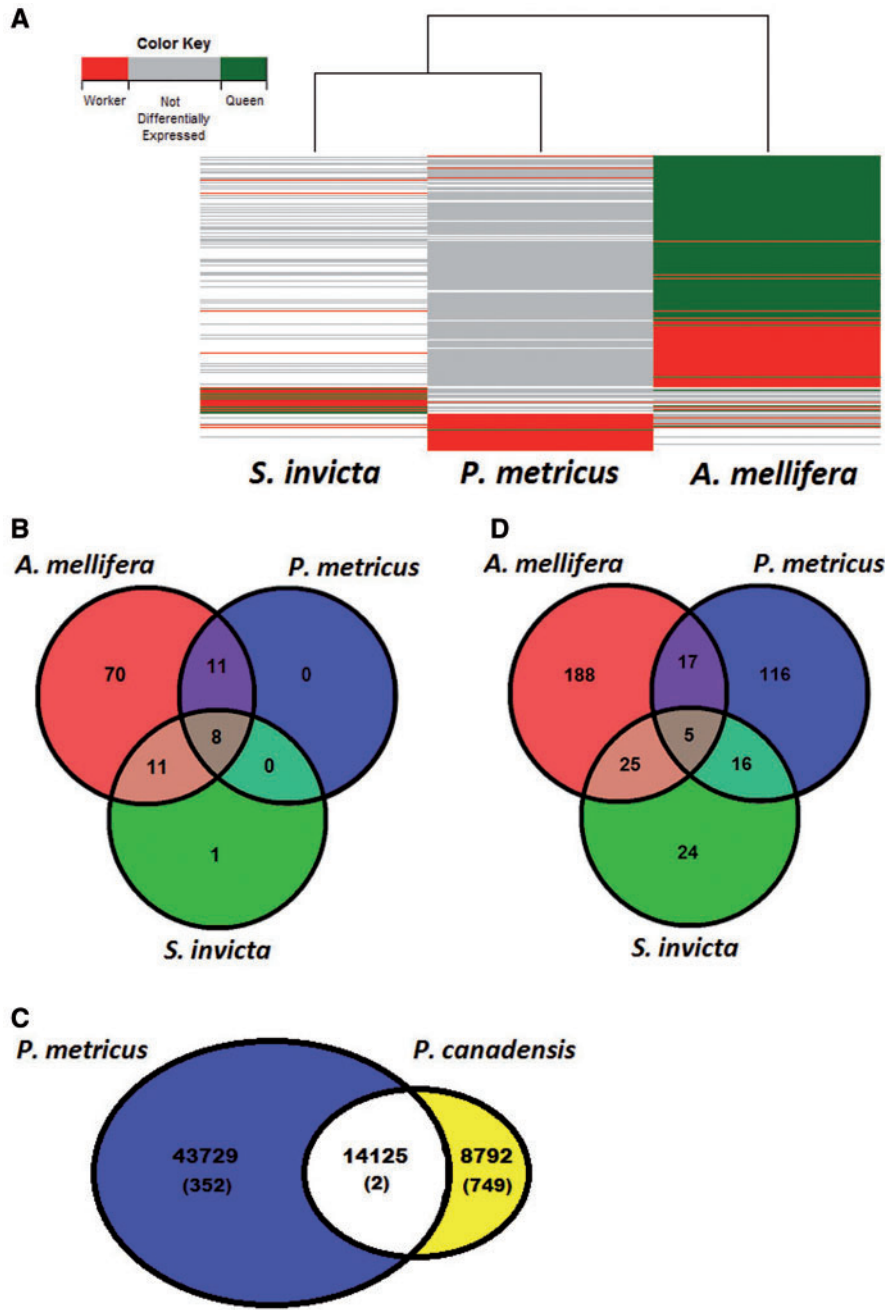 A
Color Key
Worker
Not
Differentially
Expressed
Queen
S. invicta
P. metricus
A. mellifera
B
A. mellifera
P. metricus
70
11
0
8
11
0
1
S. invicta
D
A. mellifera
P. metricus
188
17
116
5
25
16
24
S. invicta
C
P. metricus
P. canadensis
43729
(352)
14125
(2)
8792
(749)